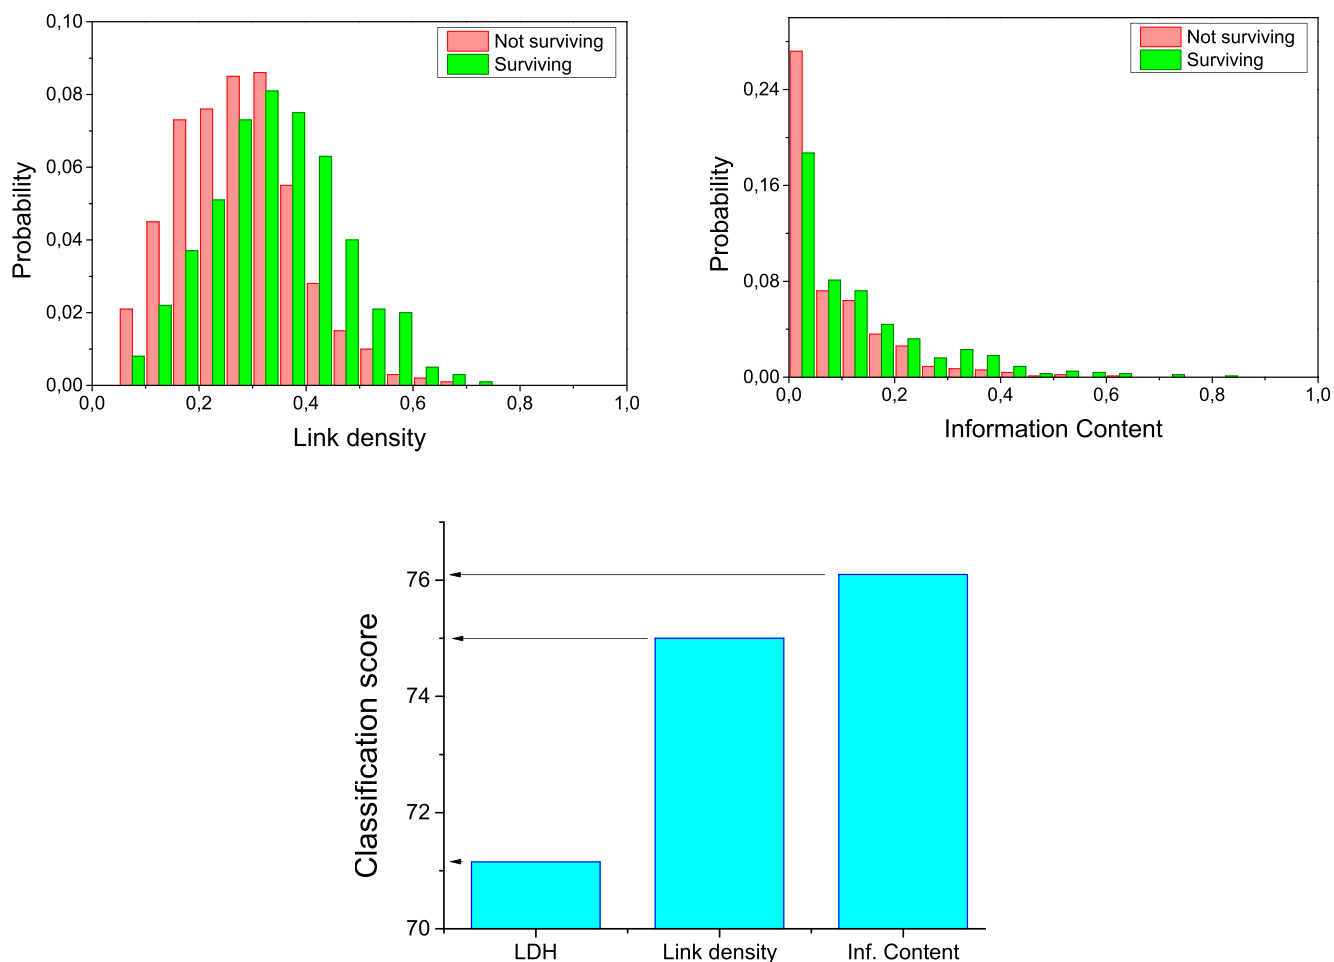 0,10
0,08
0,06
0,04
0,02
0,00
Probability
Not surviving
Surviving
0,0 0,2 0,4 0,6 0,8 1,0
Link density
0,24
0,16
0,08
0,00
Probability
Not surviving
Surviving
0,0 0,2 0,4 0,6 0,8 1,0
Information Content
76
74
72
70
Classification score
LDH Link density Inf. Content